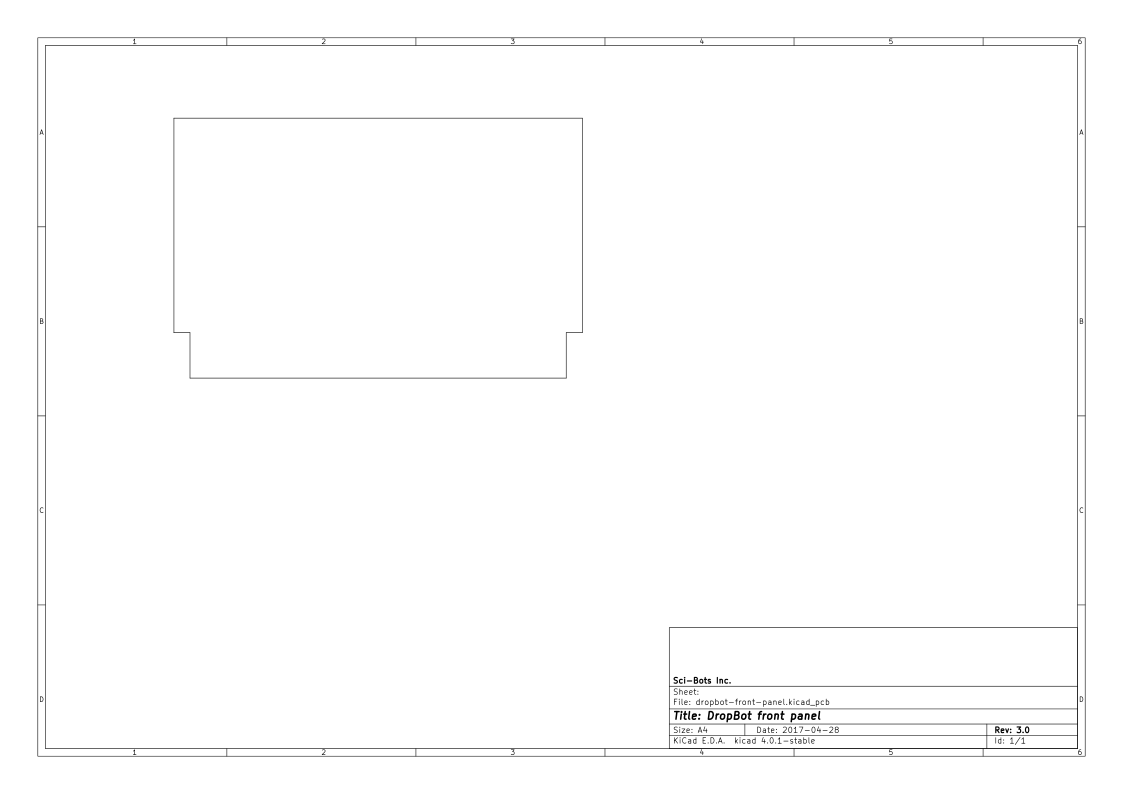 1 2 3 4 5 6
A A
B B
C C
Sci-Bots Inc.
Sheet:
File: dropbot-front-panel.kicad_pcb
D D
Title: DropBot front panel
Size: A4 Date: 2017-04-28 Rev: 3.0
KiCad E.D.A. kicad 4.0.1-stable Id: 1/1
1 2 3 4 5 6